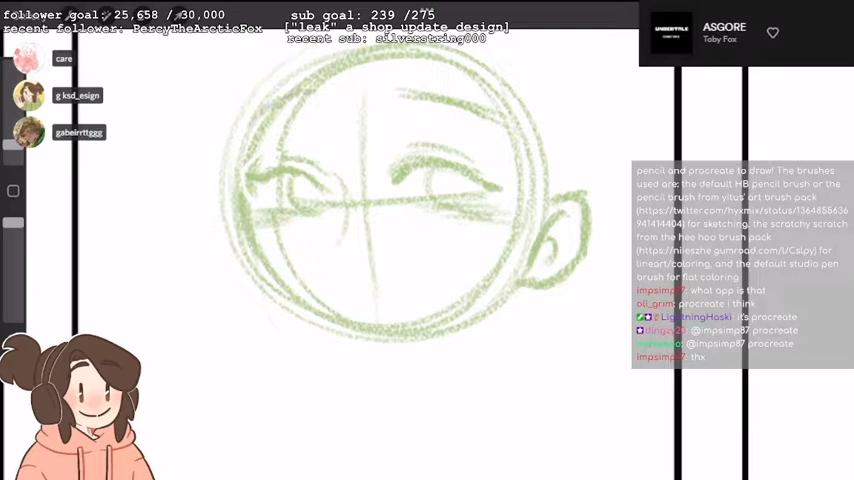 follower goal: 25,658 / 30,000
recent follower: PercyTheArcticFox
sub goal: 239 /275
["leak" a shop update design]
recent sub: silverstring000
UNDERTALE
ASGORE
Toby Fox
care
g ksd_esign
gabeirrttggg
pencil and procreate to draw! The brushes
used are: the default HB pencil brush or the
pencil brush from yitus' art brush pack
(https://twitter.com/hyxmix/status/1364855636
941414404) for sketching, the scratchy scratch
from the hee hoo brush pack
(https://niieszhe.gumroad.com/l/Cslpy) for
lineart/coloring, and the default studio pen
brush for flat coloring
impsimp87: what app is that
oli_grim: procreate i think
LightningHaski: it's procreate
@impsimp87 procreate
@impsimp87 procreate
impsimp87: thx